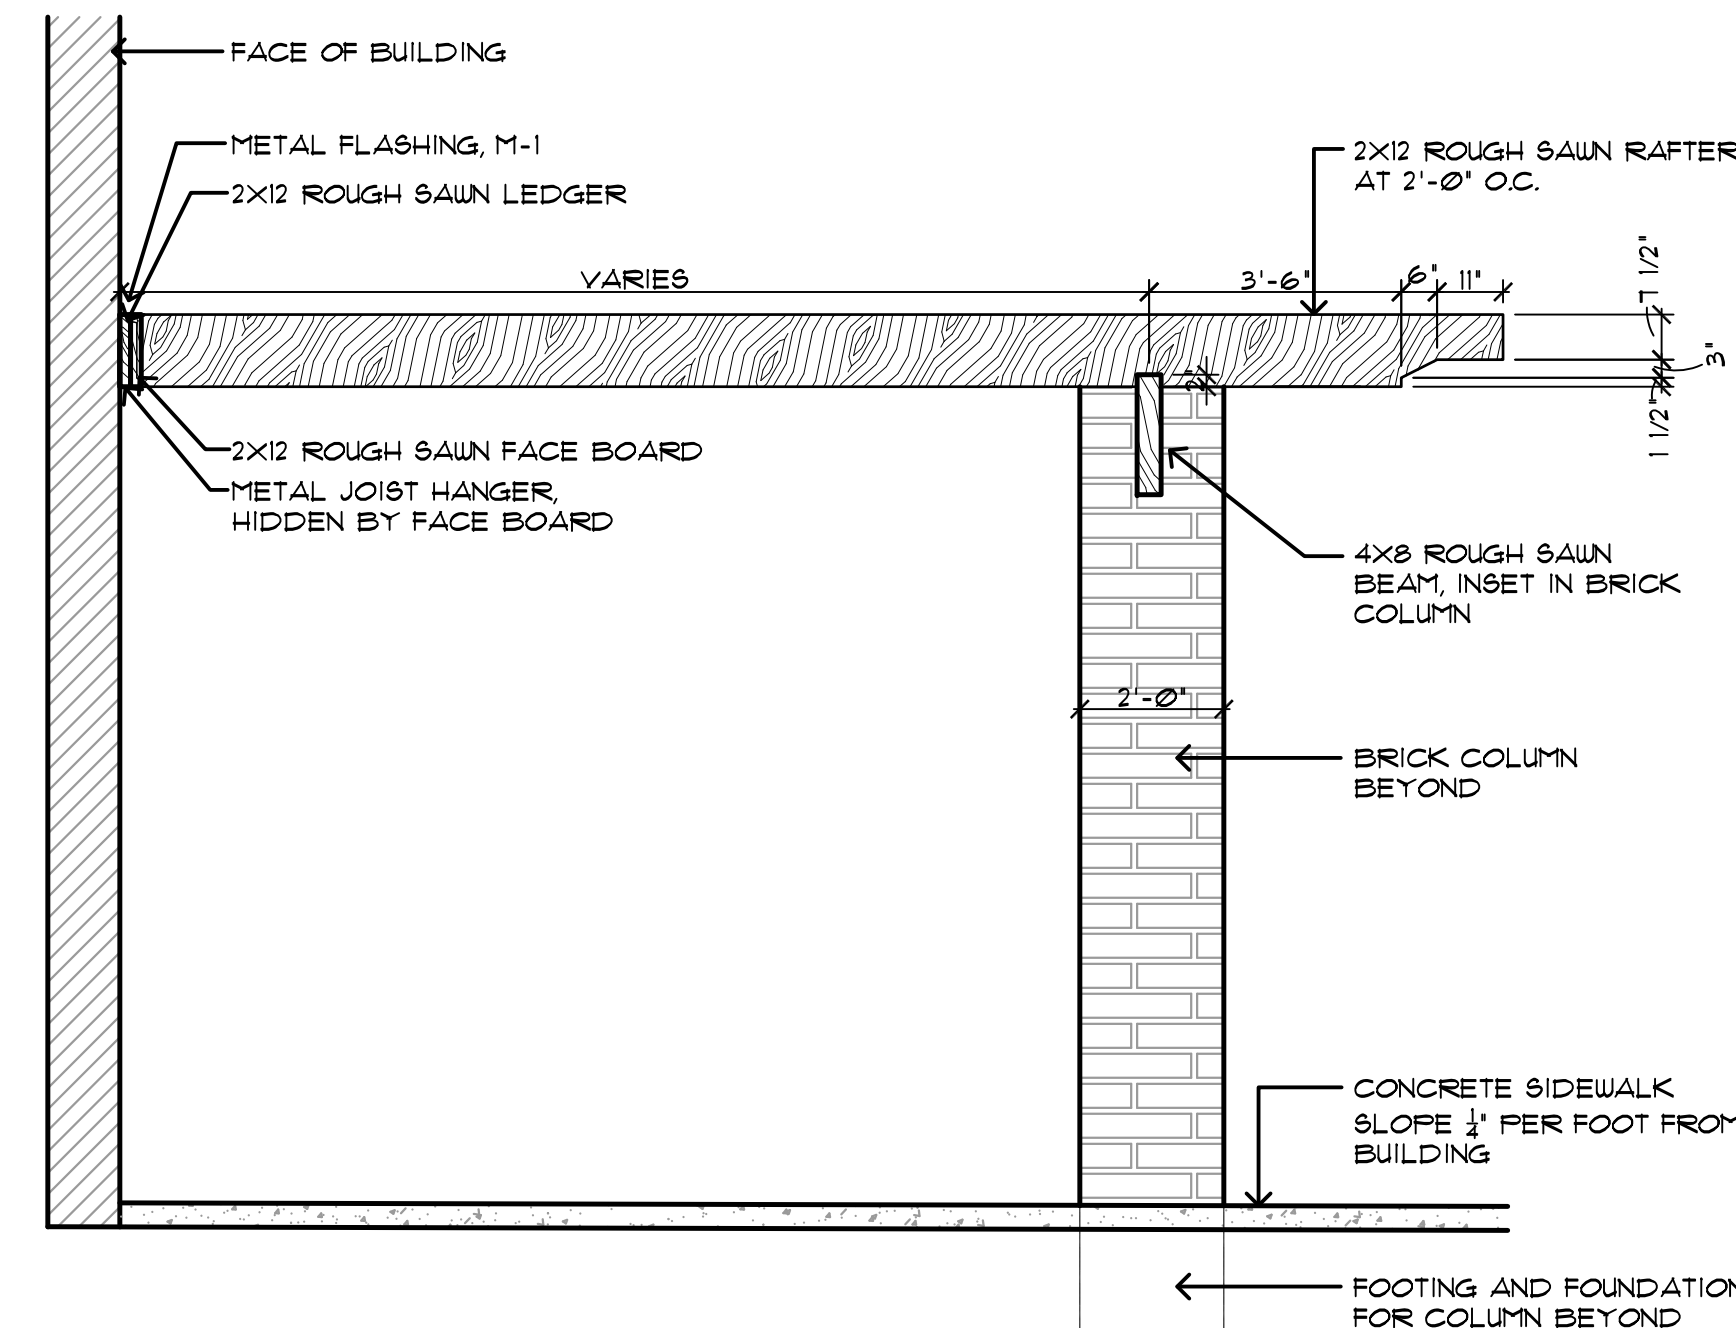 FACE OF BUILDING
METAL FLASHING, M-1
2X12 ROUGH SAWN LEDGER
2X12 ROUGH SAWN RAFTER
AT 2'-Ø" O.C.
VARIES
3'-6"
6"
11"
7 1/2"
3"
1 1/2"
2"
2X12 ROUGH SAWN FACE BOARD
METAL JOIST HANGER,
HIDDEN BY FACE BOARD
4X8 ROUGH SAWN
BEAM, INSET IN BRICK
COLUMN
2'-Ø"
BRICK COLUMN
BEYOND
CONCRETE SIDEWALK
SLOPE 1/4" PER FOOT FROM
BUILDING
FOOTING AND FOUNDATION
FOR COLUMN BEYOND